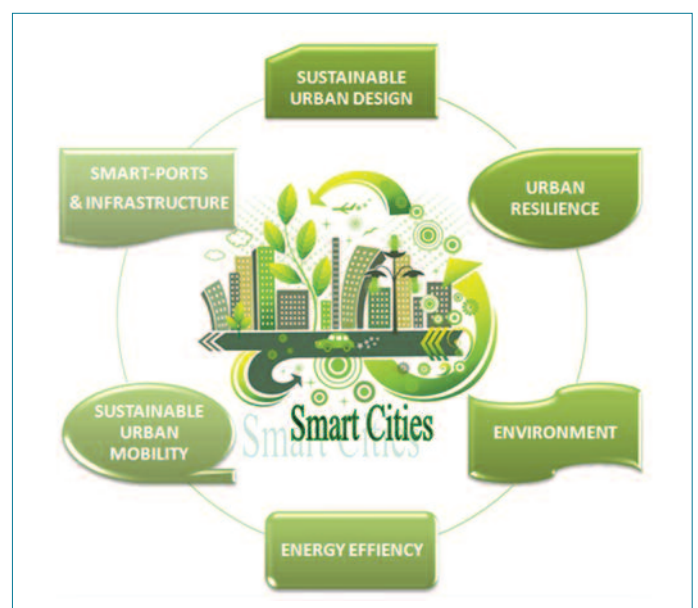 SUSTAINABLE
URBAN DESIGN
URBAN
RESILIENCE
ENVIRONMENT
ENERGY EFFIENCY
SUSTAINABLE
URBAN
MOBILITY
SMART-PORTS
& INFRASTRUCTURE
Smart Cities
Smart Cities